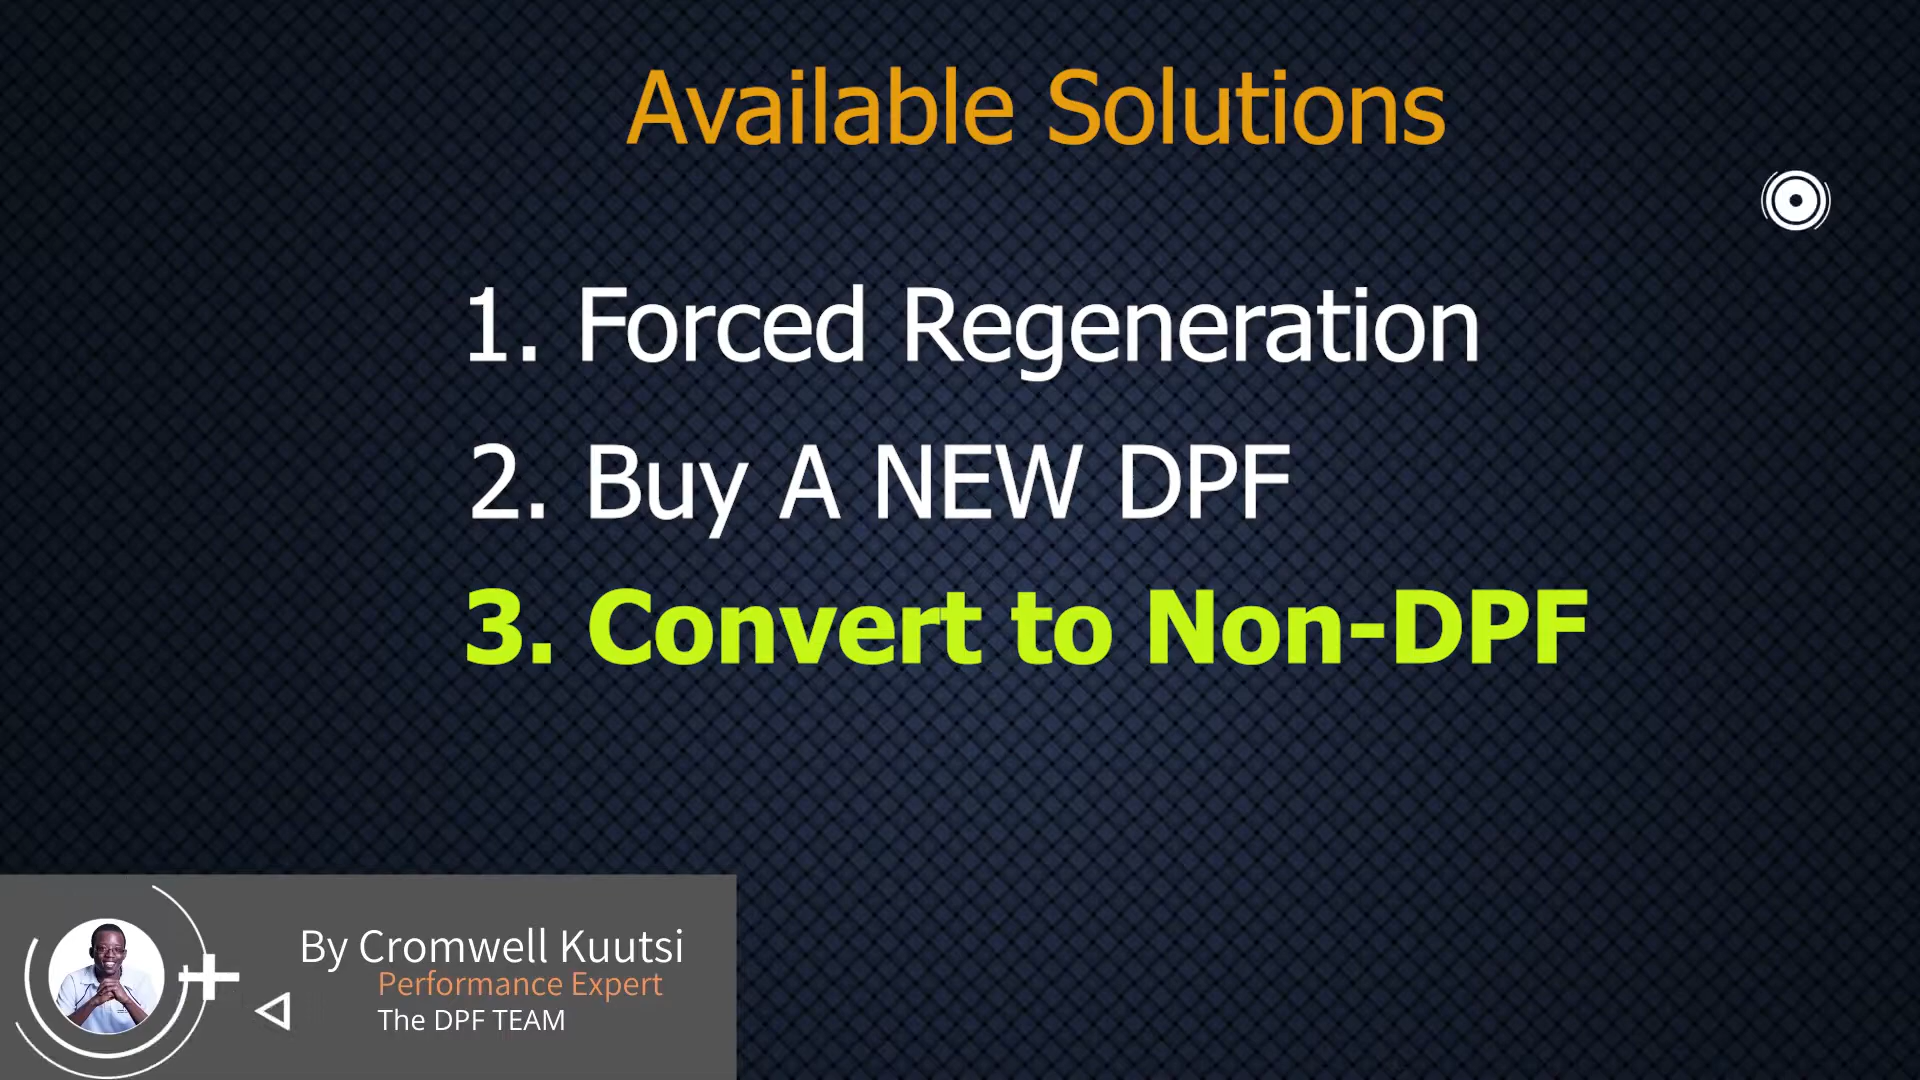 Available Solutions
1. Forced Regeneration
2. Buy A NEW DPF
3. Convert to Non-DPF
By Cromwell Kuutsi
Performance Expert
The DPF TEAM